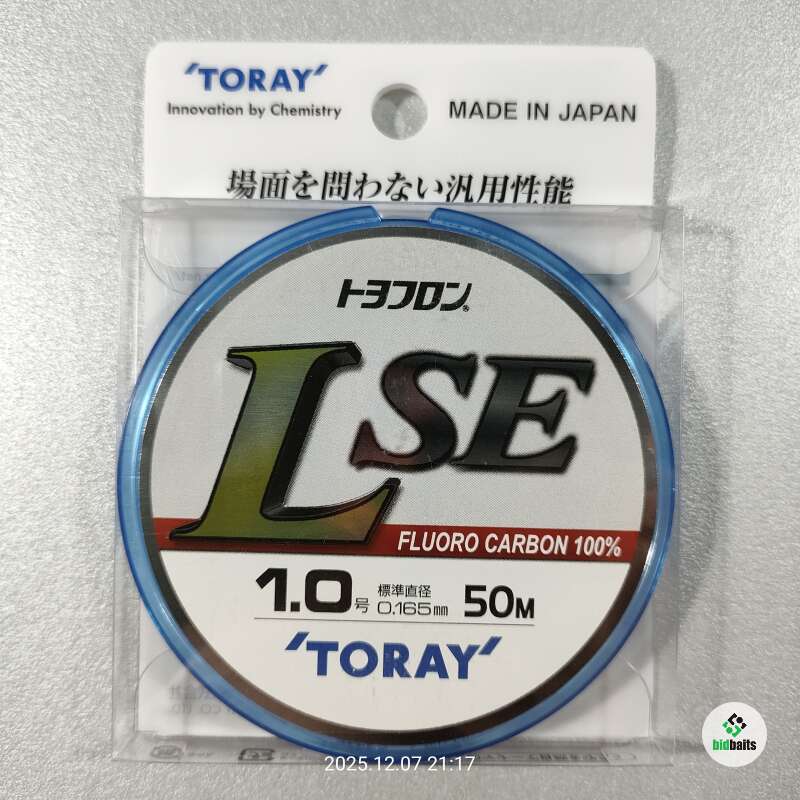 'TORAY'
Innovation by Chemistry
MADE IN JAPAN
場面を問わない汎用性能
トヨフロン®
LSE
FLUORO CARBON 100%
1.0号 標準直径 0.165mm 50M
'TORAY'
2025.12.07 21:17
bidbaits